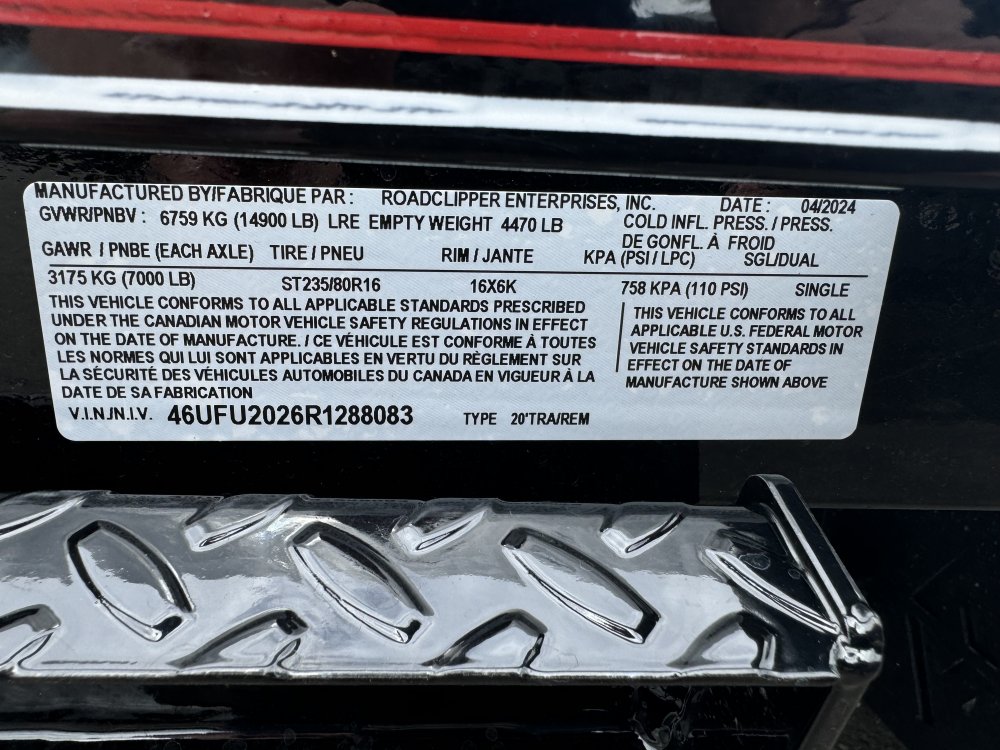 MANUFACTURED BY/FABRIQUE PAR : ROADCLIPPER ENTERPRISES, INC. DATE : 04/2024
GVWR/PNBV : 6759 KG (14900 LB) LRE EMPTY WEIGHT 4470 LB COLD INFL. PRESS. / PRESS.
DE GONFL. À FROID
GAWR / PNBE (EACH AXLE) TIRE / PNEU RIM / JANTE KPA (PSI / LPC) SGL/DUAL
3175 KG (7000 LB) ST235/80R16 16X6K 758 KPA (110 PSI) SINGLE
THIS VEHICLE CONFORMS TO ALL APPLICABLE STANDARDS PRESCRIBED
UNDER THE CANADIAN MOTOR VEHICLE SAFETY REGULATIONS IN EFFECT
ON THE DATE OF MANUFACTURE. / CE VÉHICULE EST CONFORME À TOUTES
LES NORMES QUI LUI SONT APPLICABLES EN VERTU DU RÈGLEMENT SUR
LA SÉCURITÉ DES VÉHICULES AUTOMOBILES DU CANADA EN VIGUEUR À LA
DATE DE SA FABRICATION
THIS VEHICLE CONFORMS TO ALL
APPLICABLE U.S. FEDERAL MOTOR
VEHICLE SAFETY STANDARDS IN
EFFECT ON THE DATE OF
MANUFACTURE SHOWN ABOVE
V.I.N./N.I.V. 46UFU2026R1288083 TYPE 20'TRA/REM